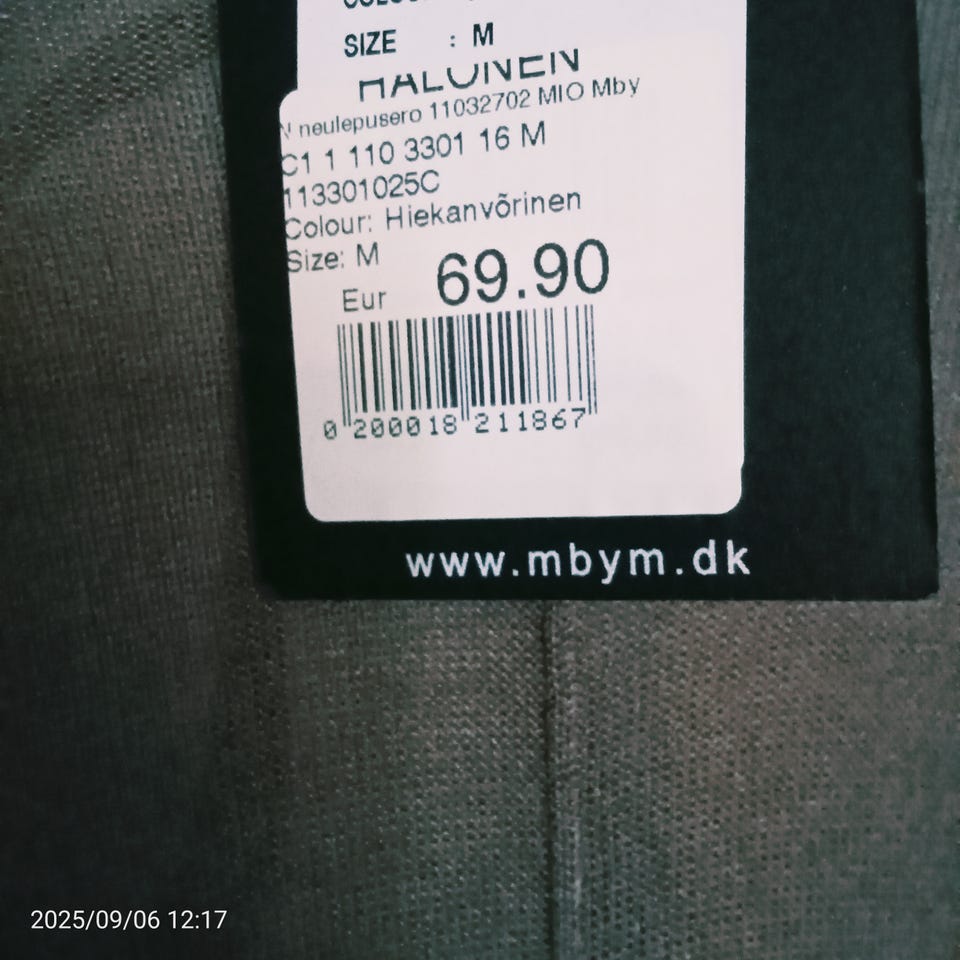 SIZE : M
HALONEN
N neulepusero 11032702 MIO Mby
C1 1 110 3301 16 M
113301025C
Colour: Hiekanvõrinen
Size: M
Eur 69.90
0 200018 211867
www.mbym.dk
2025/09/06 12:17